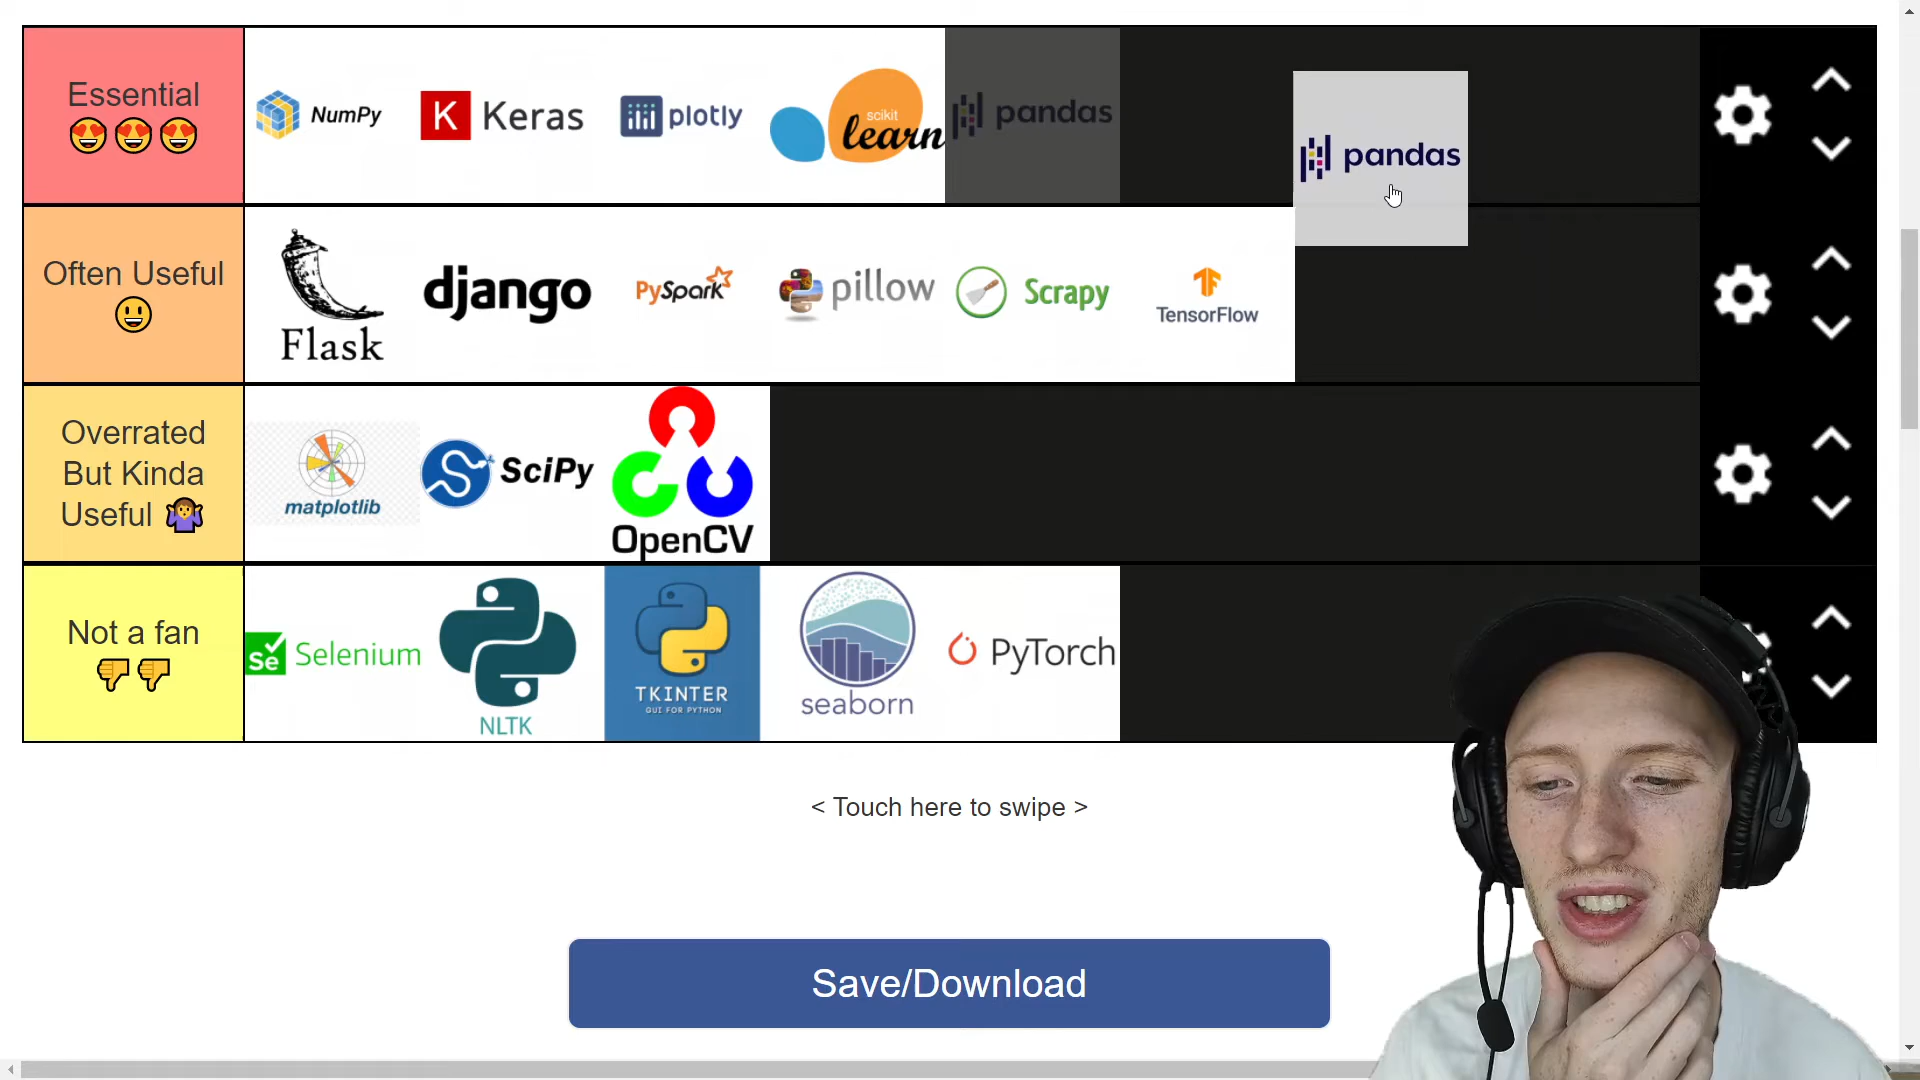 Essential
NumPy
K Keras
plotly
scikit
learn
pandas
pandas
Often Useful
Flask
django
PySpark
pillow
Scrapy
TensorFlow
Overrated
But Kinda
Useful
matplotlib
SciPy
OpenCV
Not a fan
Se Selenium
NLTK
TKINTER
GUI FOR PYTHON
seaborn
PyTorch
< Touch here to swipe >
Save/Download